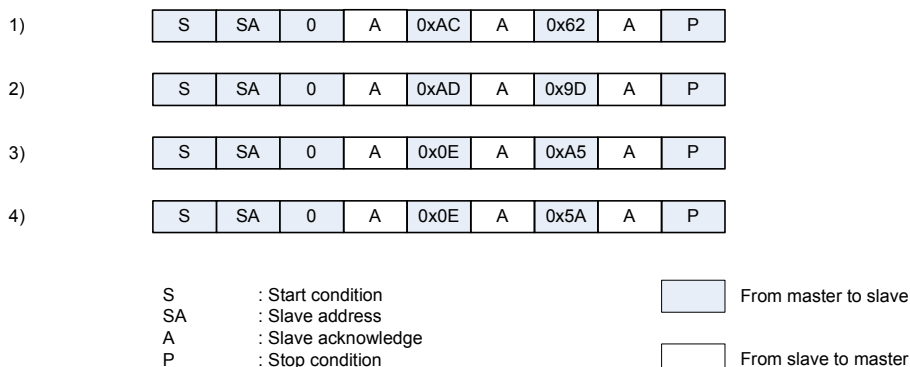 1) S SA 0 A 0xAC A 0x62 A P
2) S SA 0 A 0xAD A 0x9D A P
3) S SA 0 A 0x0E A 0xA5 A P
4) S SA 0 A 0x0E A 0x5A A P
S : Start condition
SA : Slave address
A : Slave acknowledge
P : Stop condition
From master to slave
From slave to master